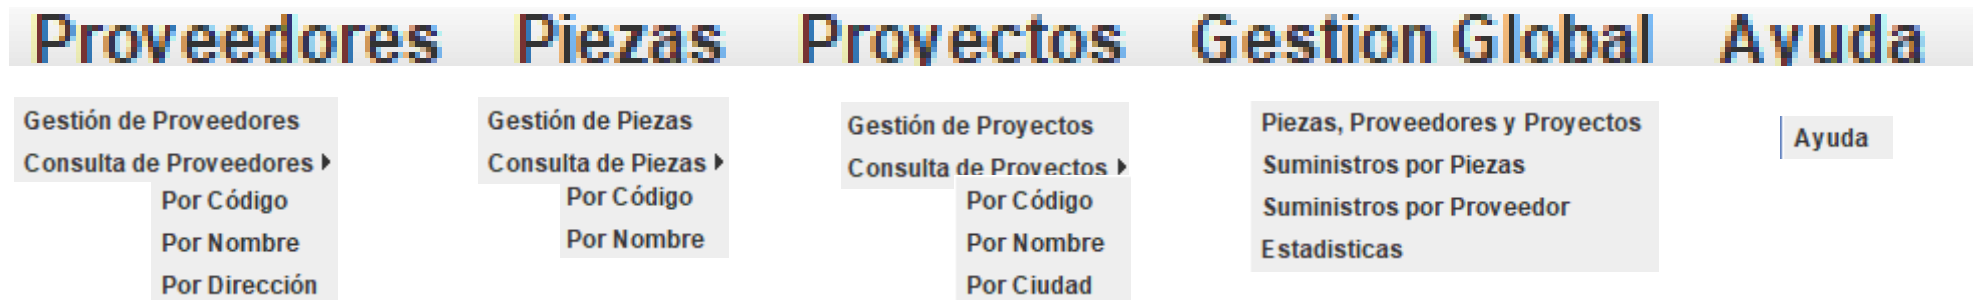 Proveedores Piezas Proyectos Gestion Global Ayuda
Gestión de Proveedores
Consulta de Proveedores
Por Código
Por Nombre
Por Dirección
Gestión de Piezas
Consulta de Piezas
Por Código
Por Nombre
Gestión de Proyectos
Consulta de Proyectos
Por Código
Por Nombre
Por Ciudad
Piezas, Proveedores y Proyectos
Suministros por Piezas
Suministros por Proveedor
Estadisticas
Ayuda